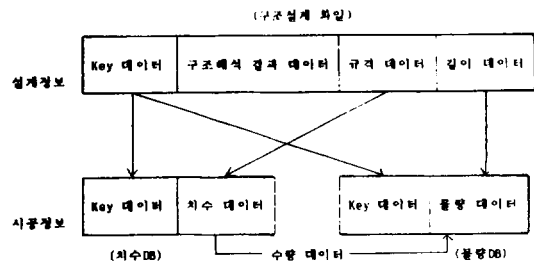 (구조설계 화일)
Key 데이터 구조해석 결과 데이터 규격 데이터 길이 데이터
설계정보
Key 데이터 치수 데이터 Key 데이터 물량 데이터
시공정보
(치수DB) 수량 데이터 (물량DB)